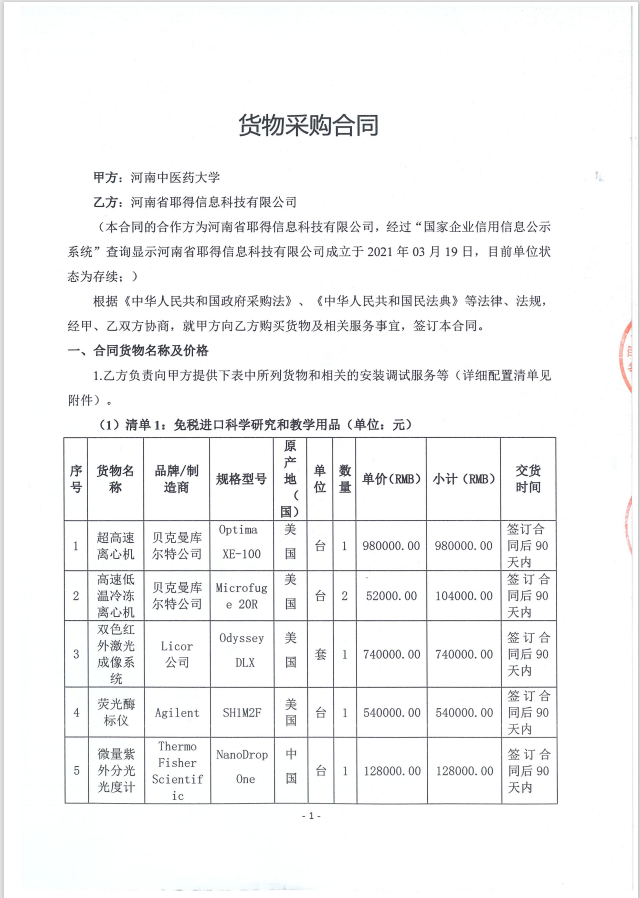 货物采购合同
甲方：河南中医药大学
乙方：河南省耶得信息科技有限公司
（本合同的合作方为河南省耶得信息科技有限公司，经过“国家企业信用信息公示
系统”查询显示河南省耶得信息科技有限公司成立于 2021 年 03 月 19 日，目前单位状
态为存续；）
根据《中华人民共和国政府采购法》、《中华人民共和国民法典》等法律、法规，
经甲、乙双方协商，就甲方向乙方购买货物及相关服务事宜，签订本合同。
一、合同货物名称及价格
1.乙方负责向甲方提供下表中所列货物和相关的安装调试服务等（详细配置清单见
附件）。
（1）清单 1：免税进口科学研究和教学用品（单位：元）
序号 货物名称 品牌/制造商 规格型号 原产地（国） 单位 数量 单价(RMB) 小计（RMB） 交货时间
1 超高速离心机 贝克曼库尔特公司 Optima XE-100 美国 台 1 980000.00 980000.00 签订合同后 90 天内
2 高速低温冷冻离心机 贝克曼库尔特公司 Microfuge 20R 美国 台 2 52000.00 104000.00 签订合同后 90 天内
3 双色红外激光成像系统 Licor 公司 Odyssey DLX 美国 套 1 740000.00 740000.00 签订合同后 90 天内
4 荧光酶标仪 Agilent SH1M2F 美国 台 1 540000.00 540000.00 签订合同后 90 天内
5 微量紫外分光光度计 Thermo Fisher Scientific NanoDrop One 中国 台 1 128000.00 128000.00 签订合同后 90 天内
- 1 -